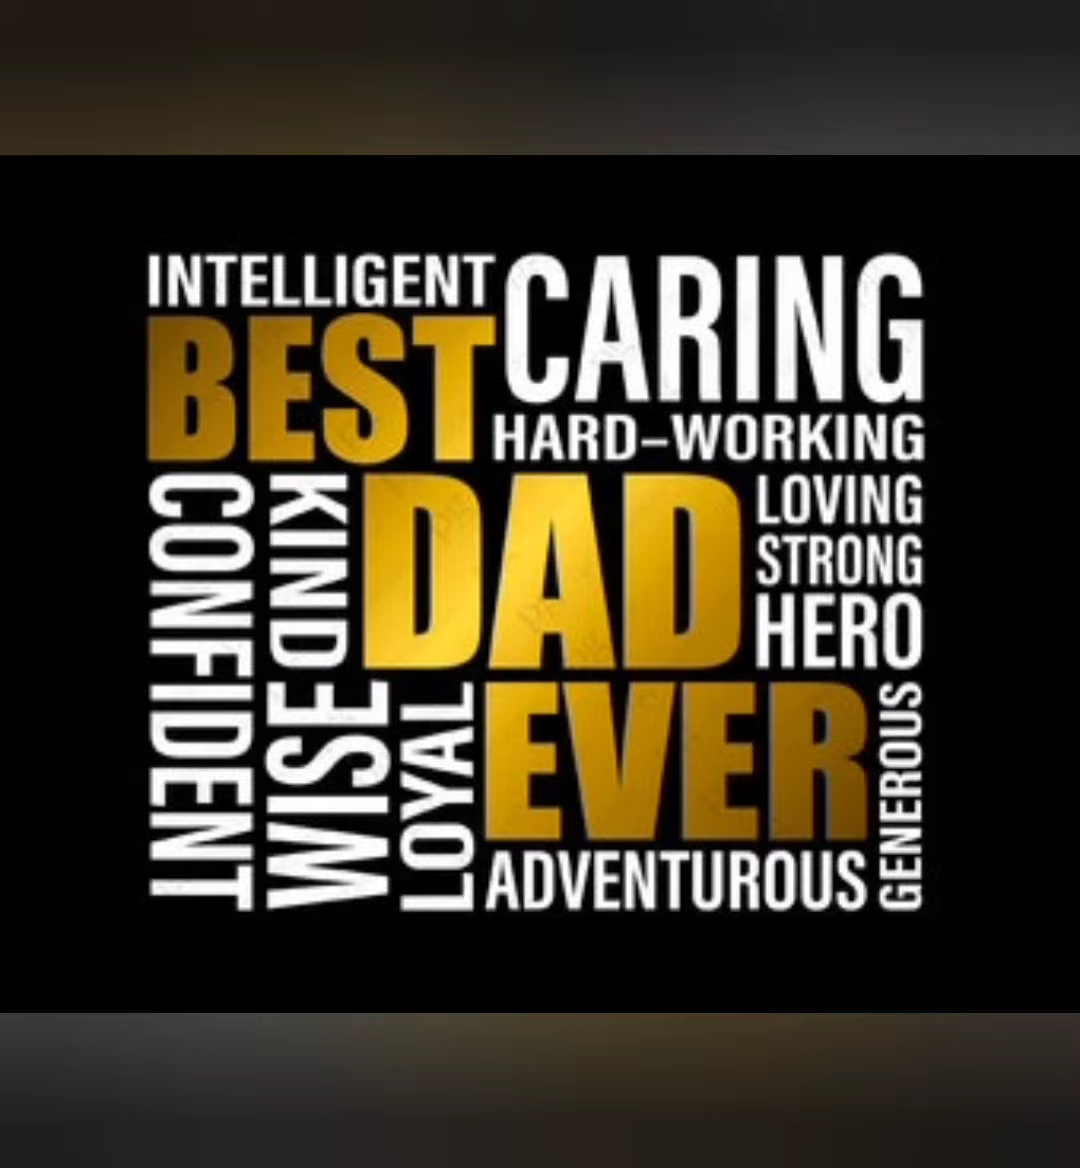 INTELLIGENT
CARING
BEST
HARD-WORKING
CONFIDENT
KIND
DAD
LOVING
STRONG
HERO
WISE
LOYAL
EVER
GENEROUS
ADVENTUROUS